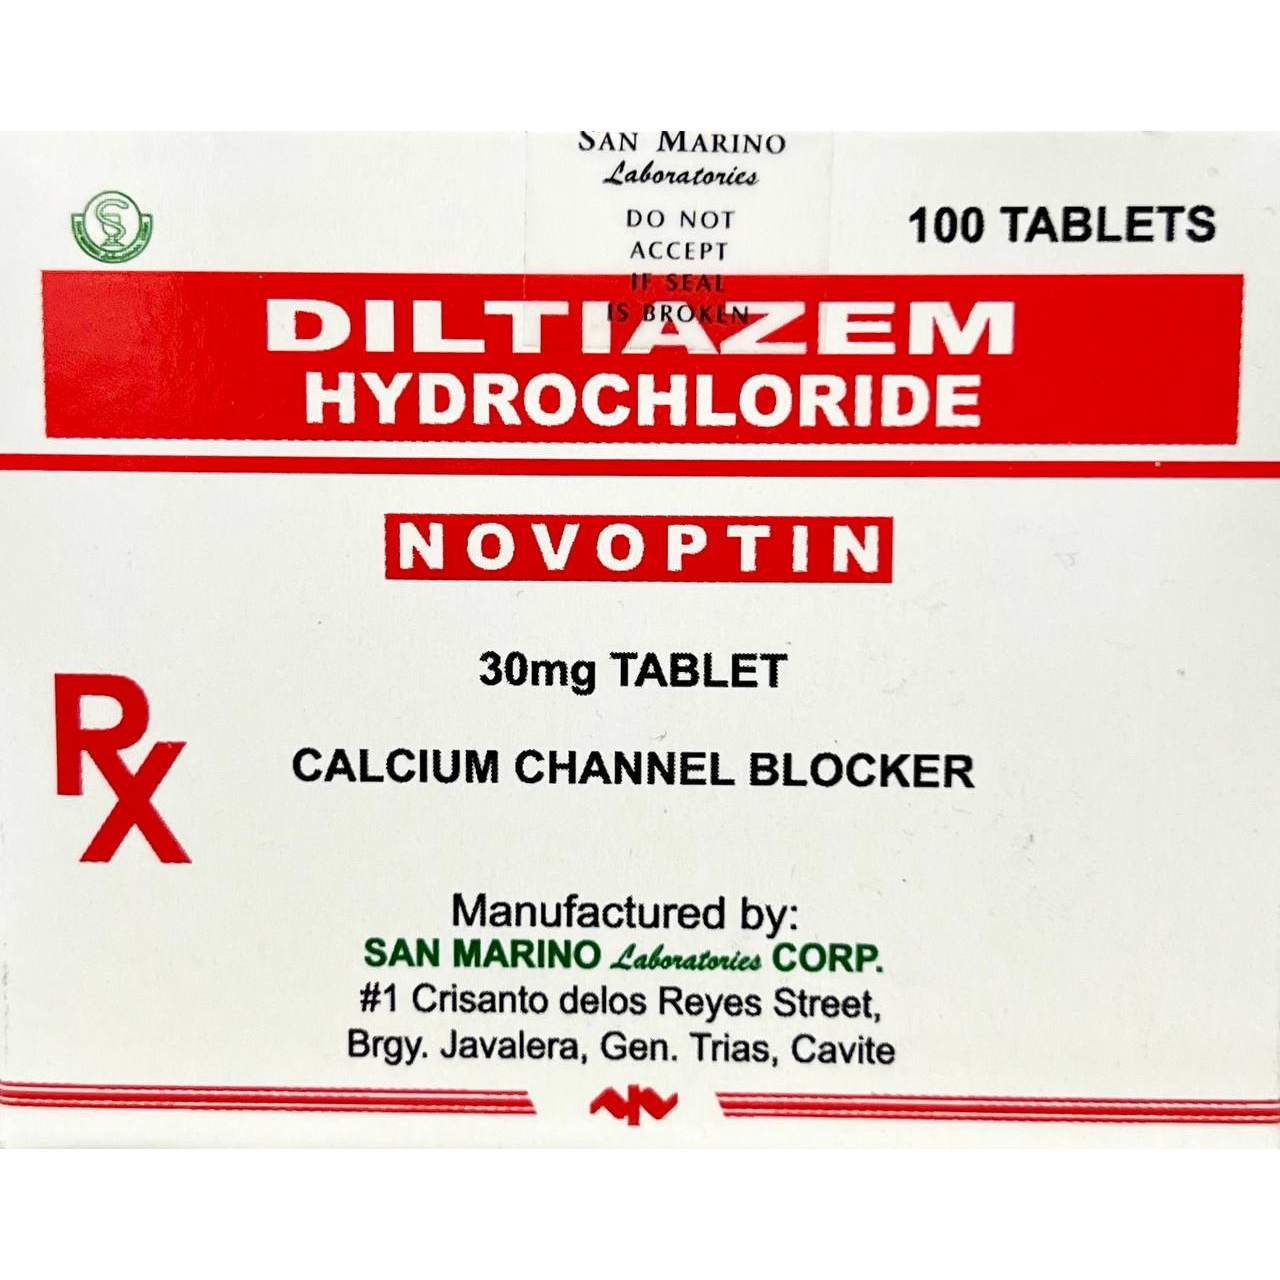 SAN MARINO
Laboratories
DO NOT
ACCEPT
IF SEAL
IS BROKEN
100 TABLETS
DILTIAZEM
HYDROCHLORIDE
NOVOPTIN
30mg TABLET
Rx
CALCIUM CHANNEL BLOCKER
Manufactured by:
SAN MARINO Laboratories CORP.
#1 Crisanto delos Reyes Street,
Brgy. Javalera, Gen. Trias, Cavite